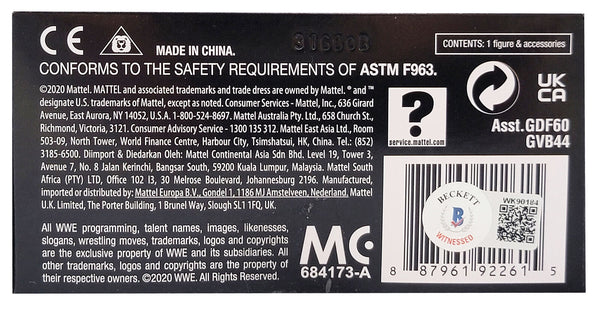 CE
MADE IN CHINA.
CONTENTS: 1 figure & accessories
CONFORMS TO THE SAFETY REQUIREMENTS OF ASTM F963.
©2020 Mattel. MATTEL and associated trademarks and trade dress are owned by Mattel. ® and ™
designate U.S. trademarks of Mattel, except as noted. Consumer Services - Mattel, Inc., 636 Girard
Avenue, East Aurora, NY 14052, U.S.A. 1-800-524-8697. Mattel Australia Pty. Ltd., 658 Church St.,
Richmond, Victoria, 3121. Consumer Advisory Service - 1300 135 312. Mattel East Asia Ltd., Room
503-09, North Tower, World Finance Centre, Harbour City, Tsimshatsui, HK, China. Tel.: (852)
3185-6500. Diimport & Diedarkan Oleh: Mattel Continental Asia Sdn Bhd. Level 19, Tower 3,
Avenue 7, No. 8 Jalan Kerinchi, Bangsar South, 59200 Kuala Lumpur, Malaysia. Mattel South
Africa (PTY) LTD, Office 102 I3, 30 Melrose Boulevard, Johannesburg 2196. Manufactured,
imported or distributed by: Mattel Europa B.V., Gondel 1, 1186 MJ Amstelveen, Nederland. Mattel
U.K. Limited, The Porter Building, 1 Brunel Way, Slough SL1 1FQ, UK.
?
service.mattel.com
UK
CA
Asst. GDF60
GVB44
All WWE programming, talent names, images, likenesses,
slogans, wrestling moves, trademarks, logos and copyrights
are the exclusive property of WWE and its subsidiaries. All
other trademarks, logos and copyrights are the property of
their respective owners. ©2020 WWE. All Rights Reserved.
MC
684173-A
BECKETT
B
WITNESSED
WK90184
8 87961 92261 5